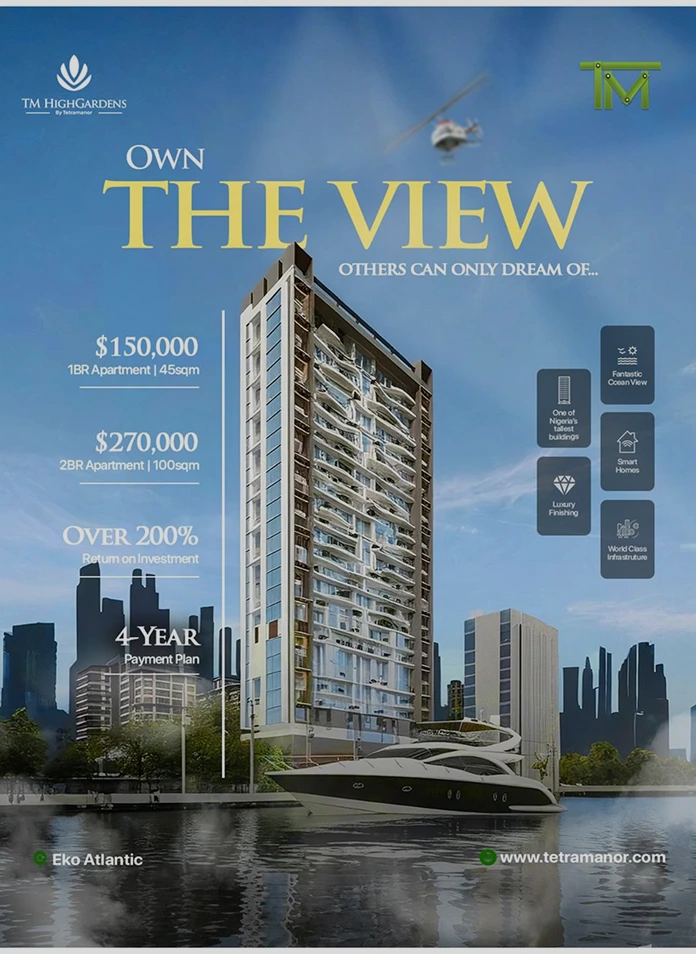 TM HIGHGARDENS
By Tetramanor
TM
OWN
THE VIEW
OTHERS CAN ONLY DREAM OF...
$150,000
1BR Apartment | 45sqm
$270,000
2BR Apartment | 100sqm
OVER 200%
Return on Investment
4-YEAR
Payment Plan
Fantastic
Ocean View
One of
Nigeria's
tallest
buildings
Smart
Homes
Luxury
Finishing
World Class
Infrastruture
Eko Atlantic
www.tetramanor.com